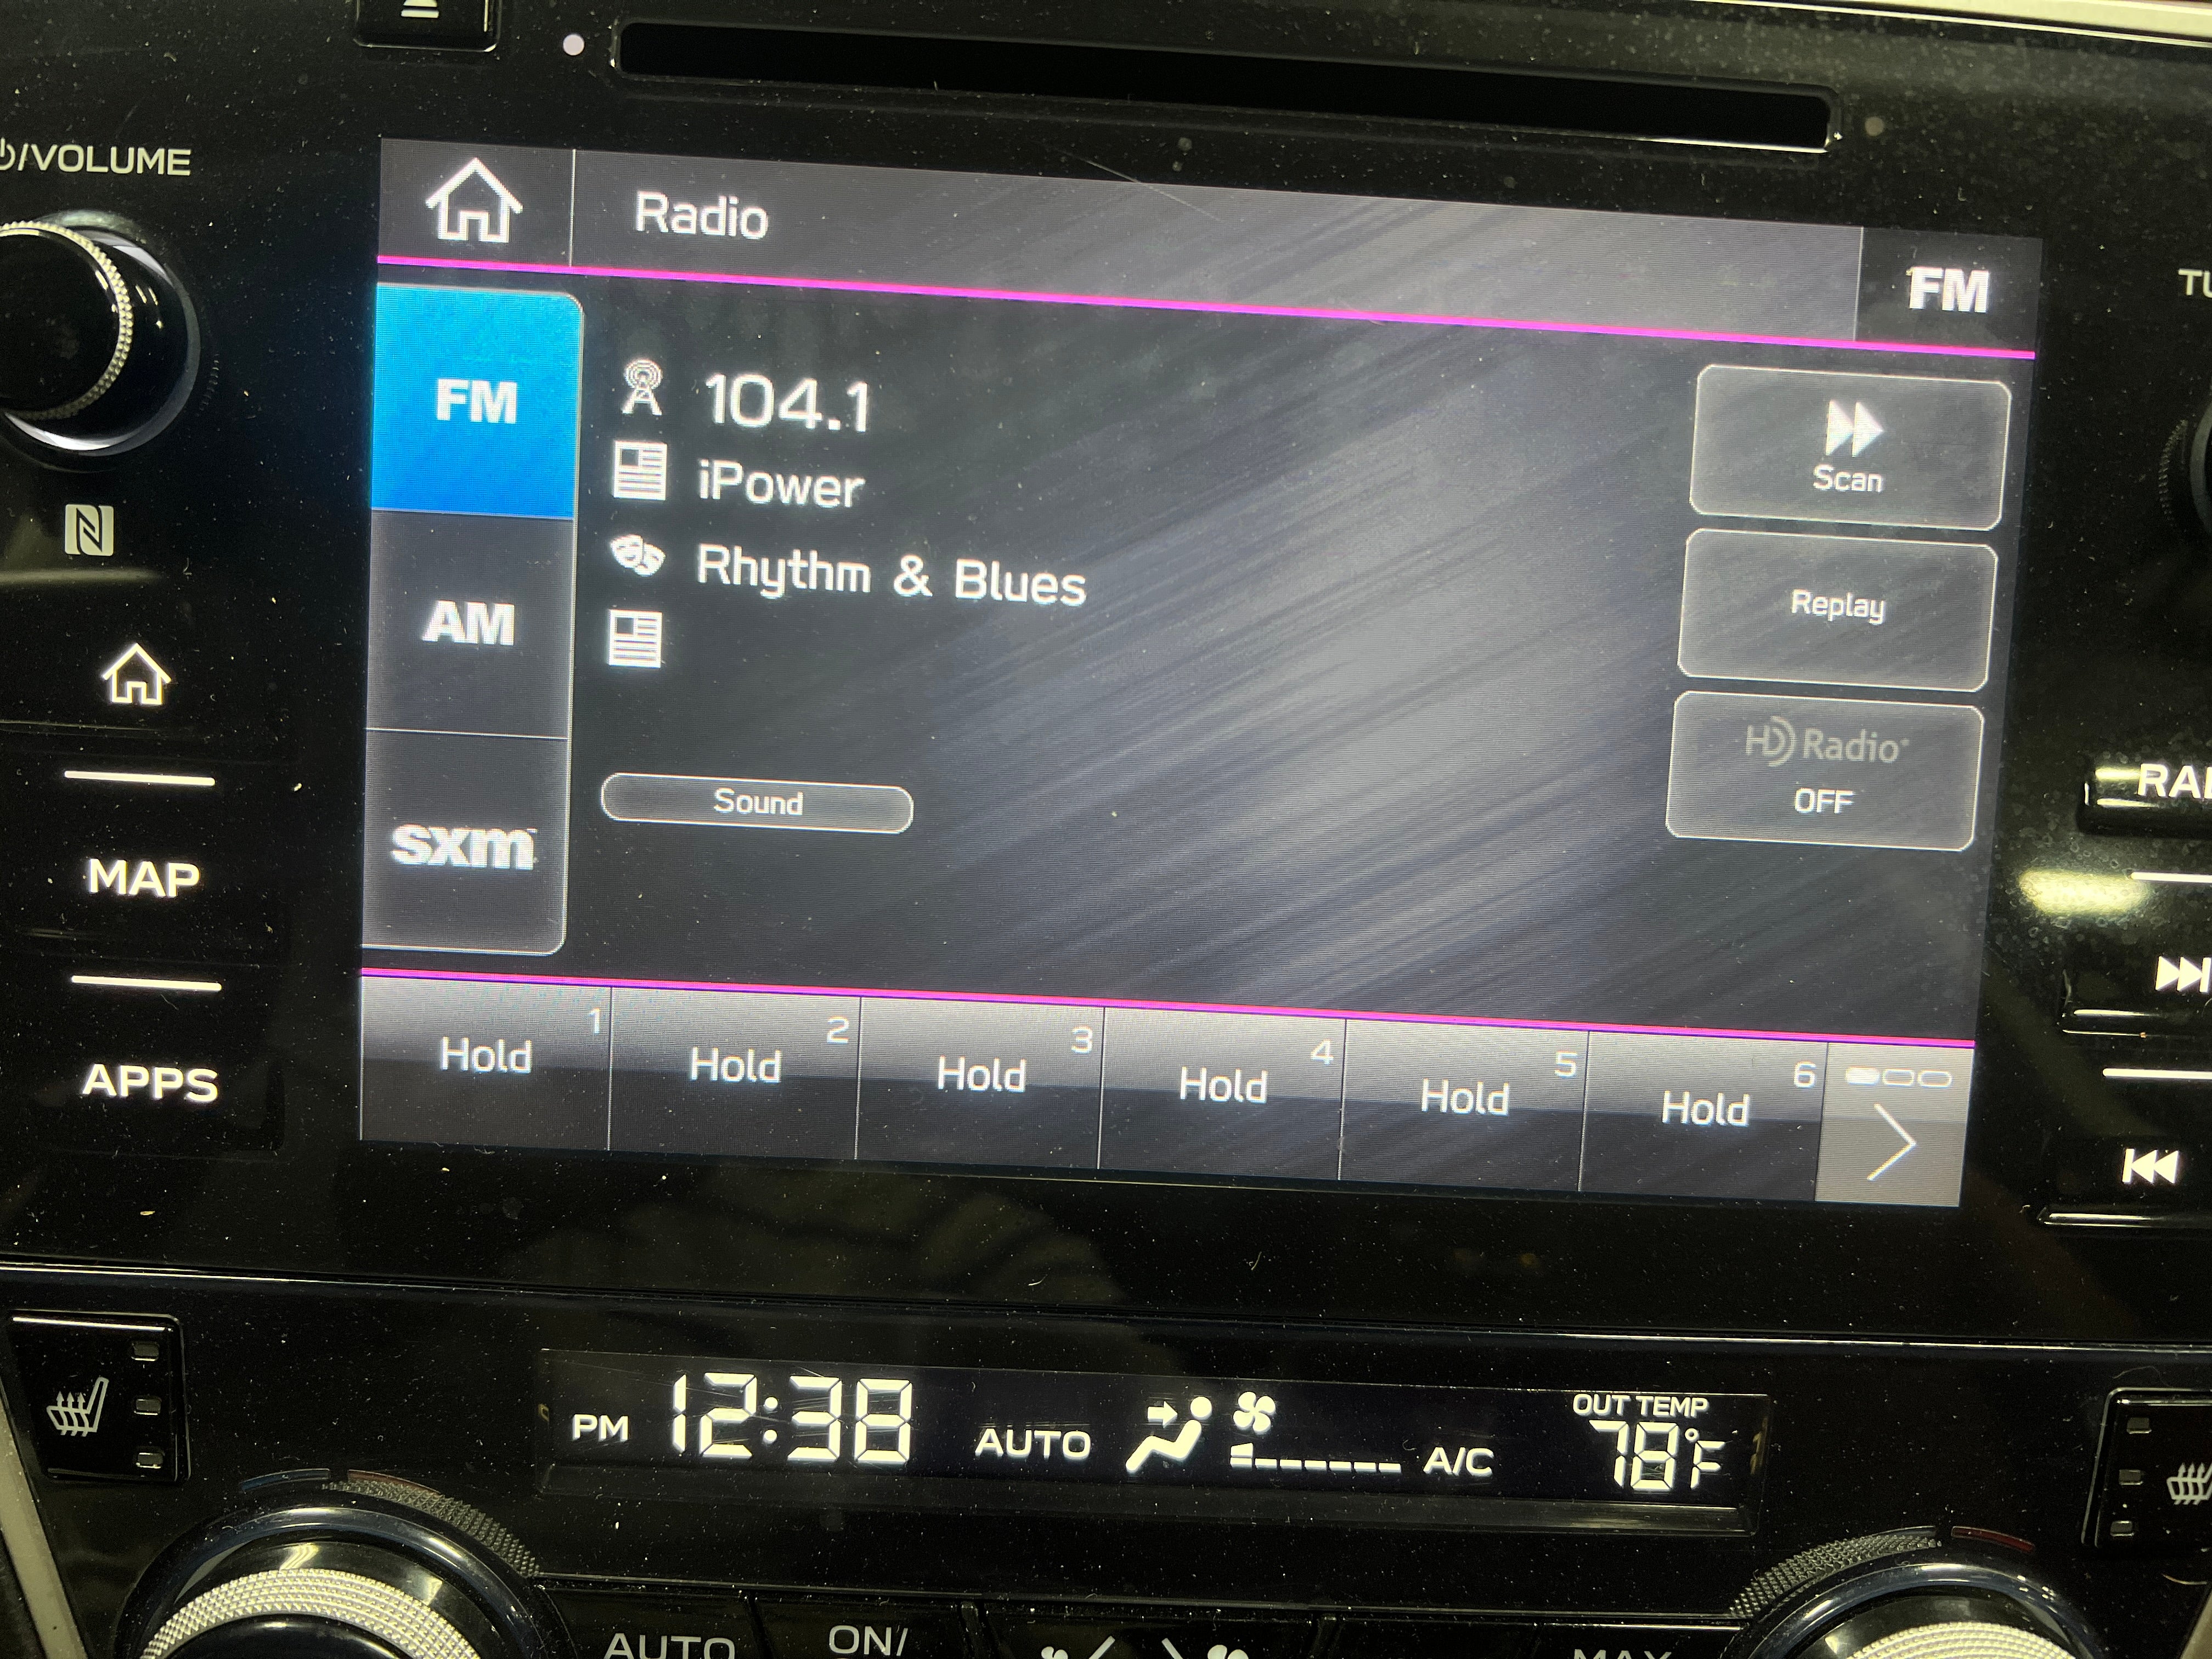 /VOLUME
Radio
FM
FM
104.1
iPower
Scan
Rhythm & Blues
Replay
AM
HD Radio
OFF
Sound
sxm
MAP
1
Hold
2
Hold
3
Hold
4
Hold
5
Hold
6
Hold
APPS
PM 12:38 AUTO A/C
OUT TEMP
78°F
AUTO
ON/